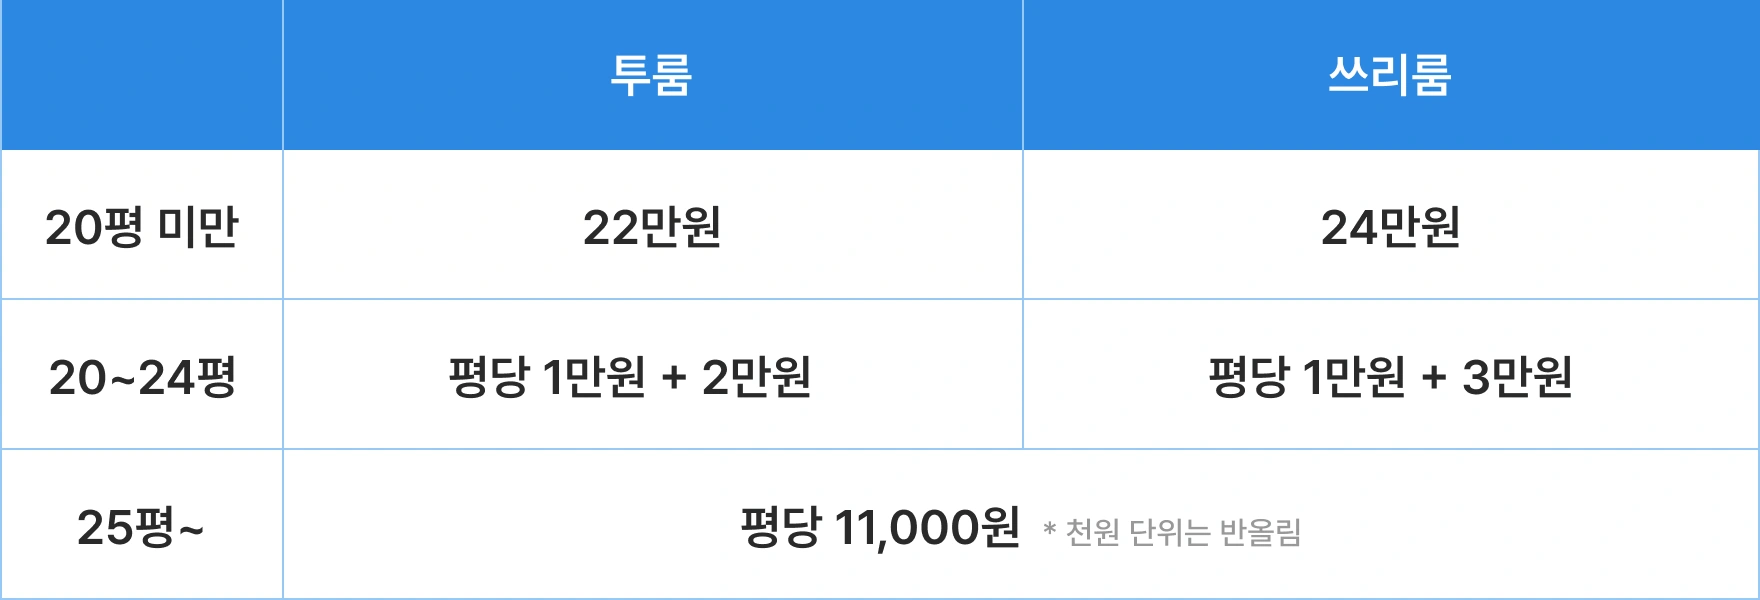 투룸 쓰리룸
20평 미만 22만원 24만원
20~24평 평당 1만원 + 2만원 평당 1만원 + 3만원
25평~ 평당 11,000원 * 천원 단위는 반올림